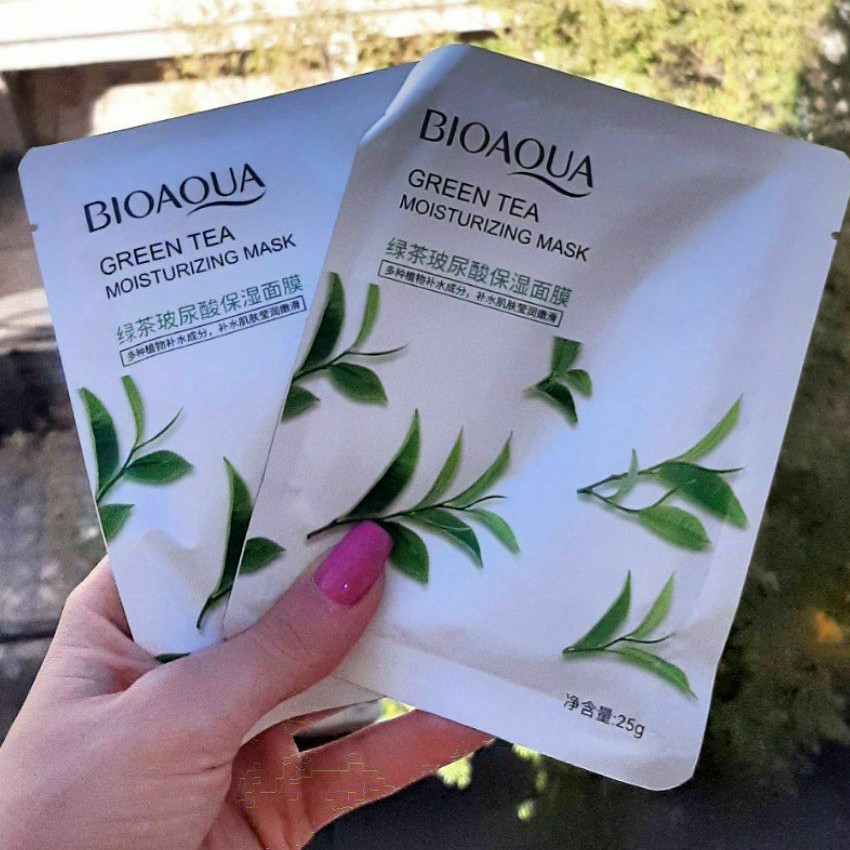 BIOAQUA
GREEN TEA
MOISTURIZING MASK
绿茶玻尿酸保湿面膜
多种植物补水成分，补水肌肤莹润嫩滑
BIOAQUA
GREEN TEA
MOISTURIZING MASK
绿茶玻尿酸保湿面膜
多种植物补水成分，补水肌肤莹润嫩滑
净含量:25g